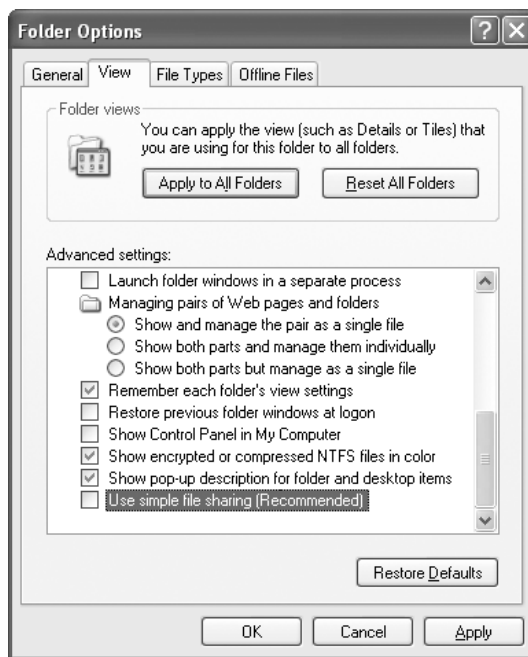 Folder Options
General View File Types Offline Files
Folder views
You can apply the view (such as Details or Tiles) that
you are using for this folder to all folders.
Apply to All Folders Reset All Folders
Advanced settings:
Launch folder windows in a separate process
Managing pairs of Web pages and folders
Show and manage the pair as a single file
Show both parts and manage them individually
Show both parts but manage as a single file
Remember each folder's view settings
Restore previous folder windows at logon
Show Control Panel in My Computer
Show encrypted or compressed NTFS files in color
Show pop-up description for folder and desktop items
Use simple file sharing (Recommended)
Restore Defaults
OK Cancel Apply